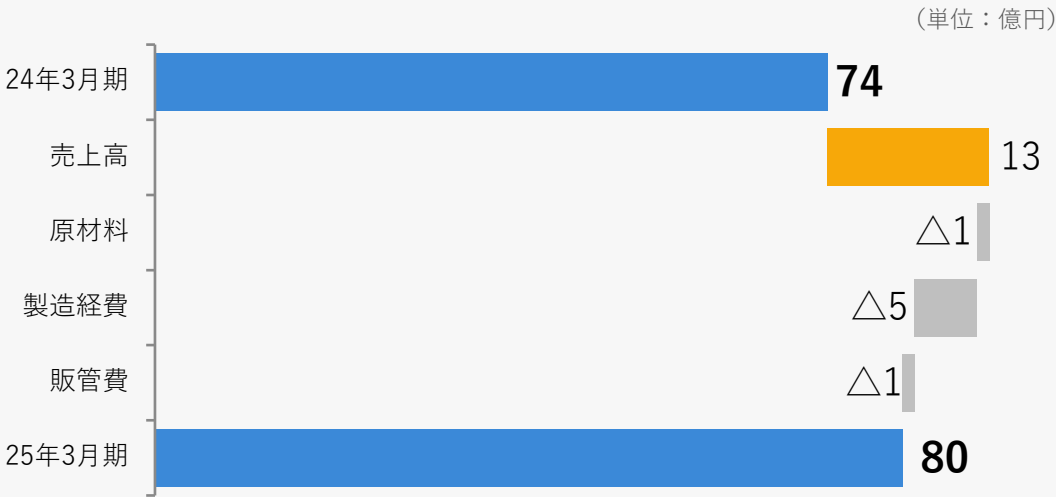 （単位：億円）
24年3月期 74
売上高 13
原材料 △1
製造経費 △5
販管費 △1
25年3月期 80